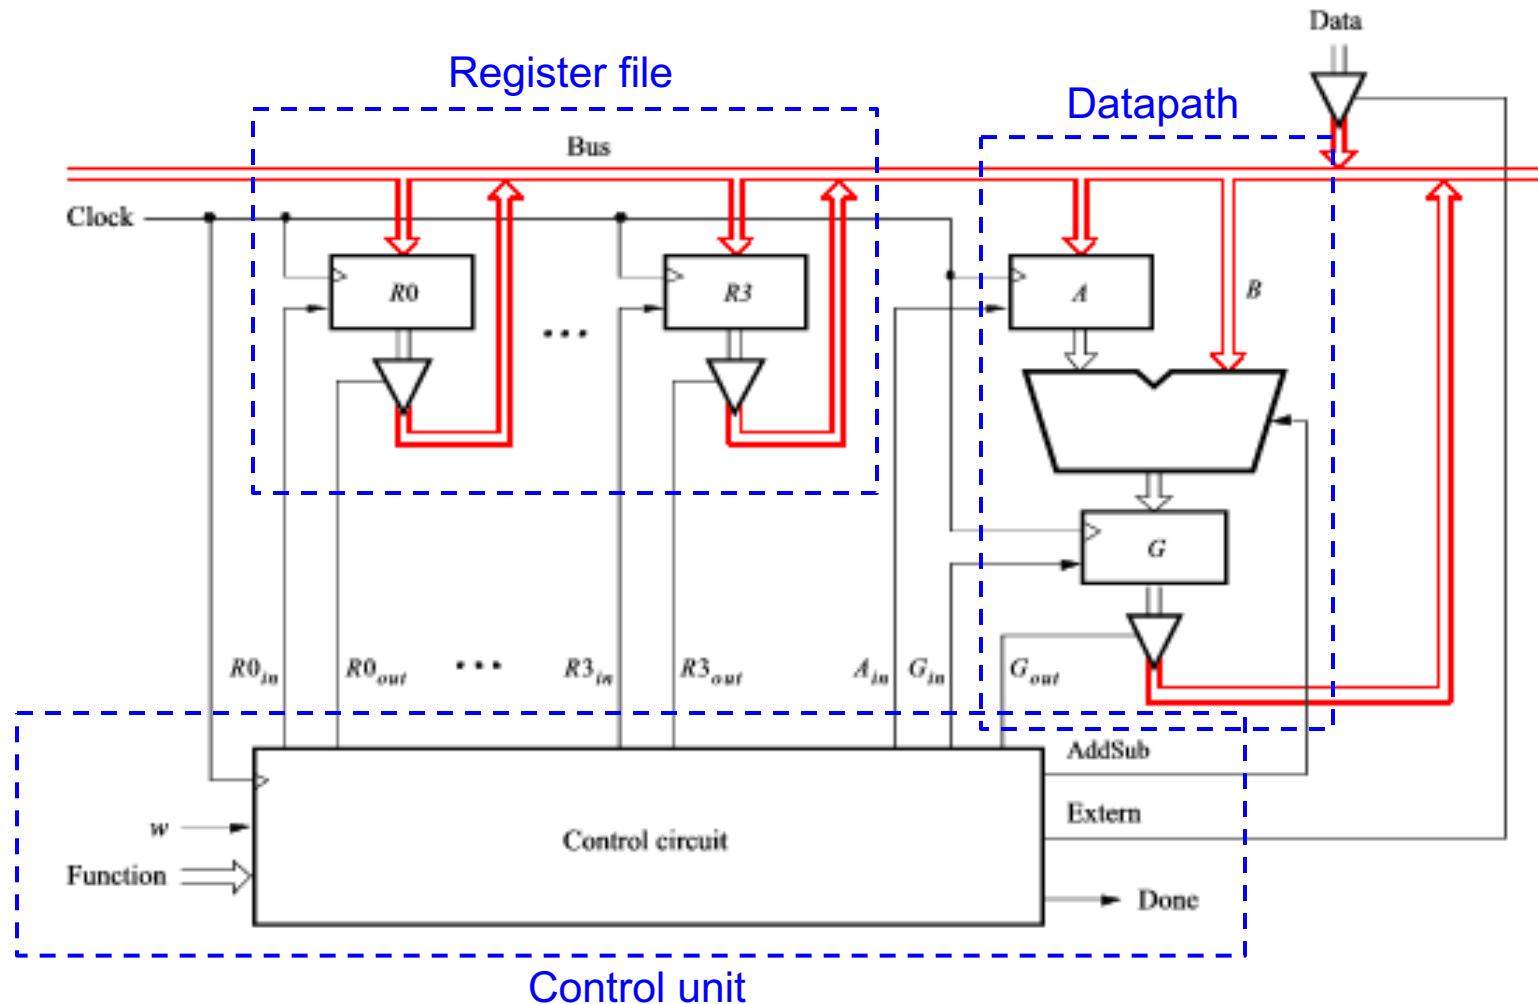 Data
Register file
Datapath
Bus
Clock
R0
R3
A
B
...
G
R0in
R0out
...
R3in
R3out
Ain
Gin
Gout
AddSub
Extern
w
Control circuit
Function
Done
Control unit